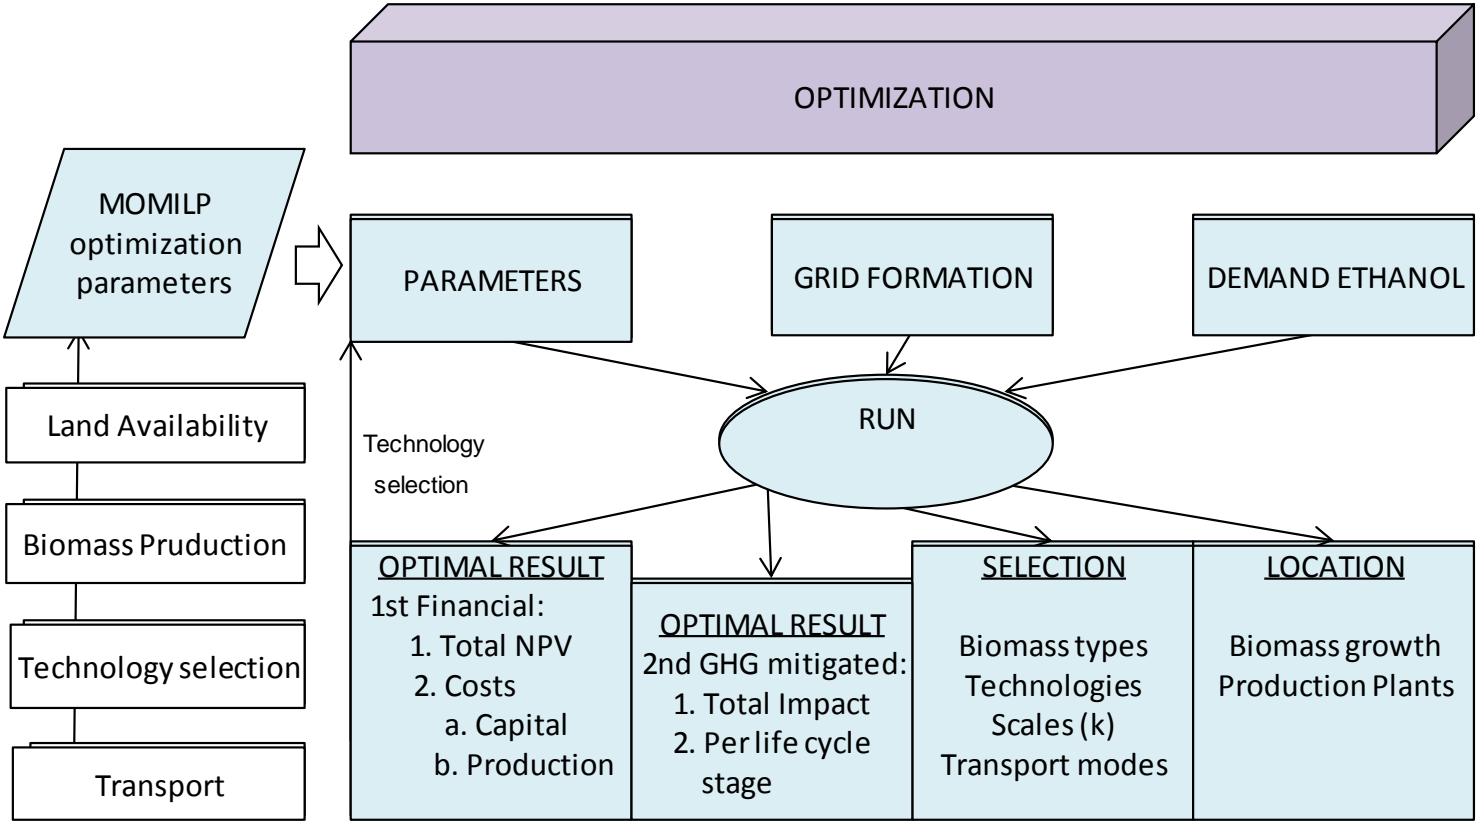 OPTIMIZATION
MOMILP
optimization
parameters
PARAMETERS
GRID FORMATION
DEMAND ETHANOL
Land Availability
Biomass Pruduction
Technology selection
Transport
Technology
selection
RUN
OPTIMAL RESULT
1st Financial:
1. Total NPV
2. Costs
a. Capital
b. Production
OPTIMAL RESULT
2nd GHG mitigated:
1. Total Impact
2. Per life cycle
stage
SELECTION
Biomass types
Technologies
Scales (k)
Transport modes
LOCATION
Biomass growth
Production Plants